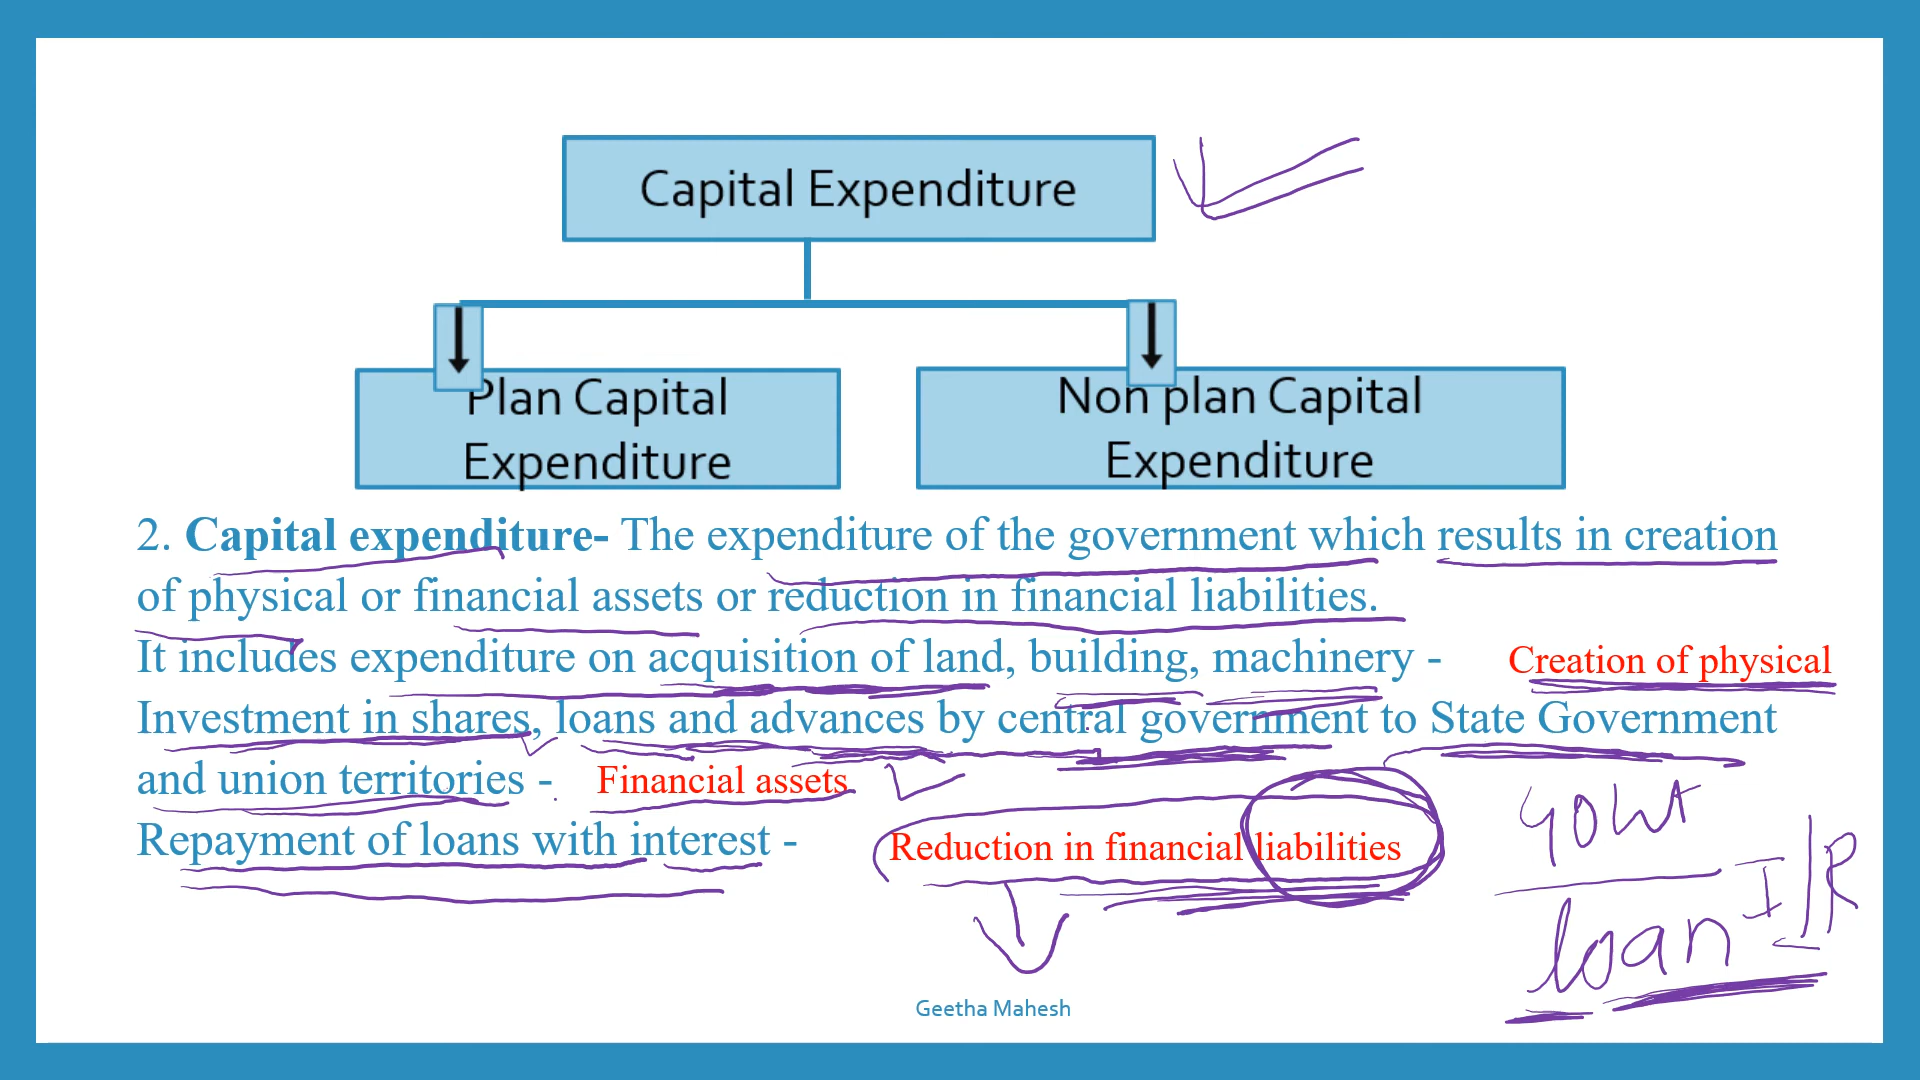 Capital Expenditure
Plan Capital
Expenditure
Non plan Capital
Expenditure
2. Capital expenditure- The expenditure of the government which results in creation
of physical or financial assets or reduction in financial liabilities.
It includes expenditure on acquisition of land, building, machinery - Creation of physical
Investment in shares, loans and advances by central government to State Government
and union territories - Financial assets
Repayment of loans with interest - Reduction in financial liabilities
govt
loan I/R
Geetha Mahesh